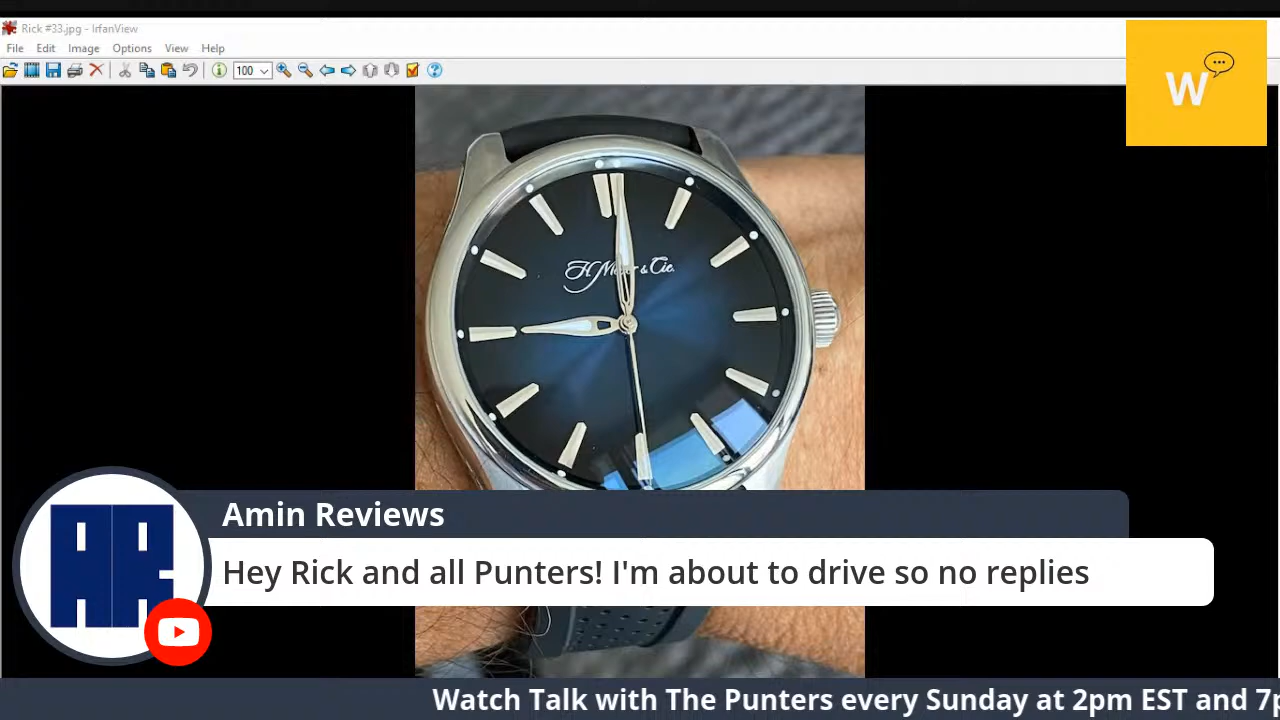 Rick #33.jpg - IrfanView
File Edit Image Options View Help
100
W
H. Moser & Cie.
Amin Reviews
Hey Rick and all Punters! I'm about to drive so no replies
Watch Talk with The Punters every Sunday at 2pm EST and 7p